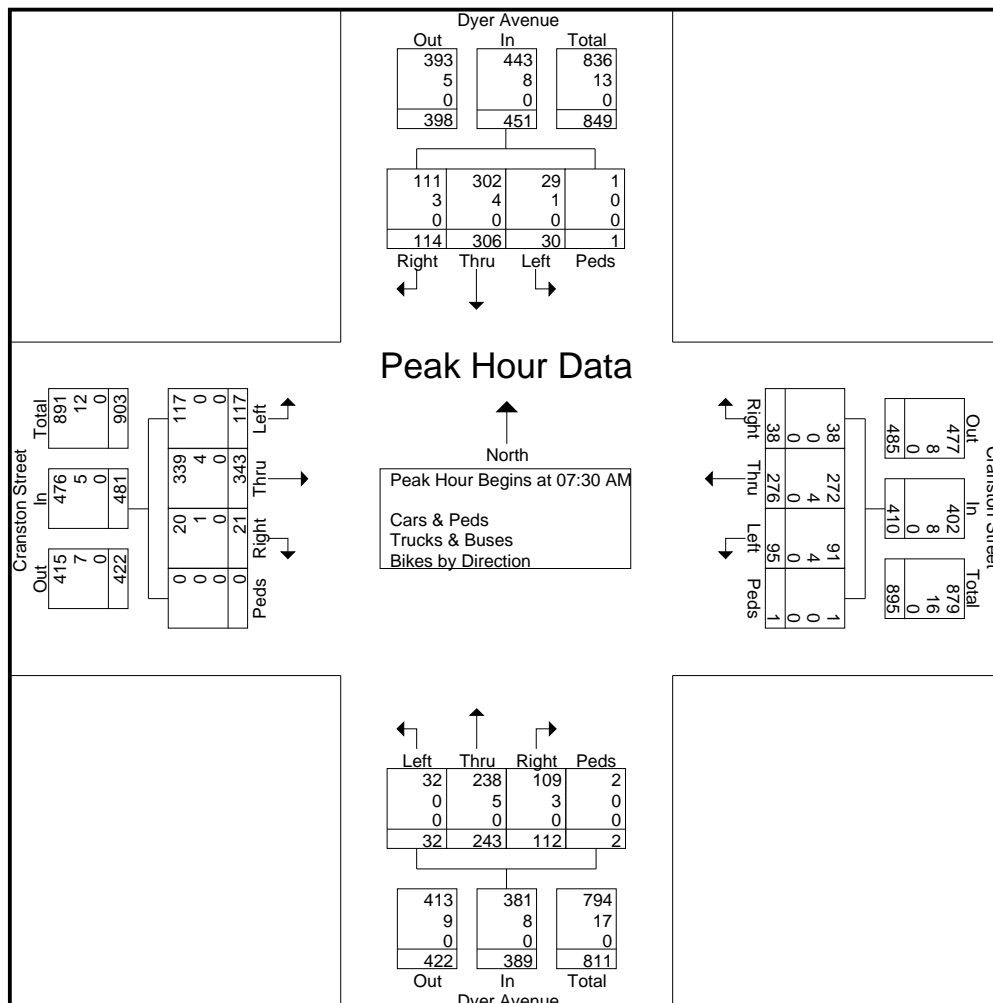 Dyer Avenue
Out In Total
393 443 836
5 8 13
0 0 0
398 451 849
111 302 29 1
3 4 1 0
0 0 0 0
114 306 30 1
Right Thru Left Peds
Peak Hour Data
North
Peak Hour Begins at 07:30 AM
Cars & Peds
Trucks & Buses
Bikes by Direction
Cranston Street
Out In Total
415 476 891
7 5 12
0 0 0
422 481 903
Peds Right Thru Left
0 20 339 117
0 1 4 0
0 0 0 0
0 21 343 117
Cranston Street
Out In Total
477 402 879
8 8 16
0 0 0
485 410 895
38 272 91 1
0 4 4 0
0 0 0 0
38 276 95 1
Right Thru Left Peds
Left Thru Right Peds
32 238 109 2
0 5 3 0
0 0 0 0
32 243 112 2
413 381 794
9 8 17
0 0 0
422 389 811
Out In Total
Dyer Avenue